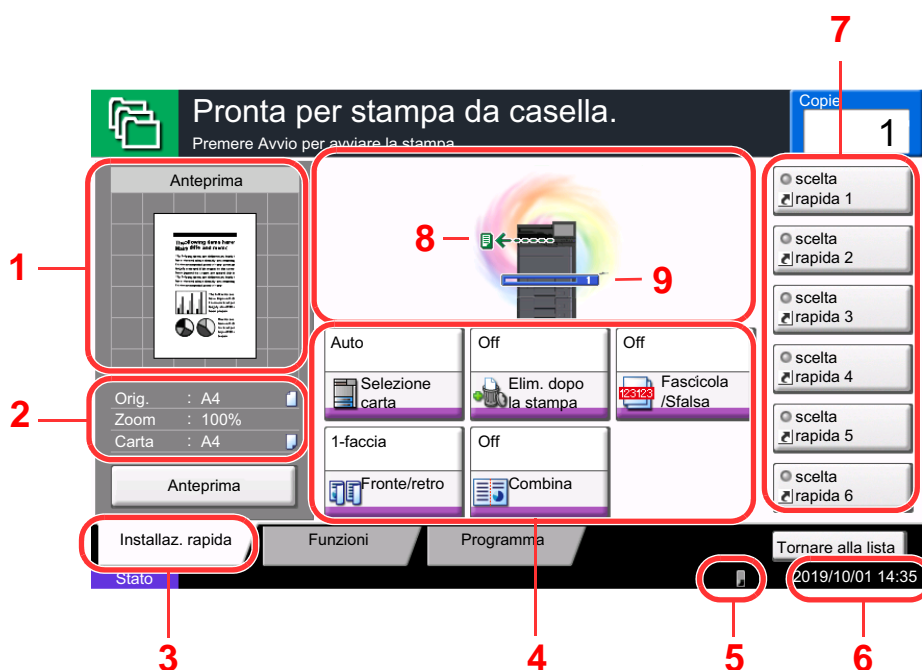 7
Pronta per stampa da casella.
Premere Avvio per avviare la stampa.
Copie
1
Anteprima
1
8
9
1
scelta
rapida 1
scelta
rapida 2
scelta
rapida 3
scelta
rapida 4
scelta
rapida 5
scelta
rapida 6
2
Orig. : A4
Zoom : 100%
Carta : A4
Anteprima
Auto
Selezione
carta
Off
Elim. dopo
la stampa
Off
123123
Fascicola
/Sfalsa
1-faccia
Fronte/retro
Off
Combina
Installaz. rapida
Funzioni
Programma
Tornare alla lista
Stato
2019/10/01 14:35
3
4
5
6